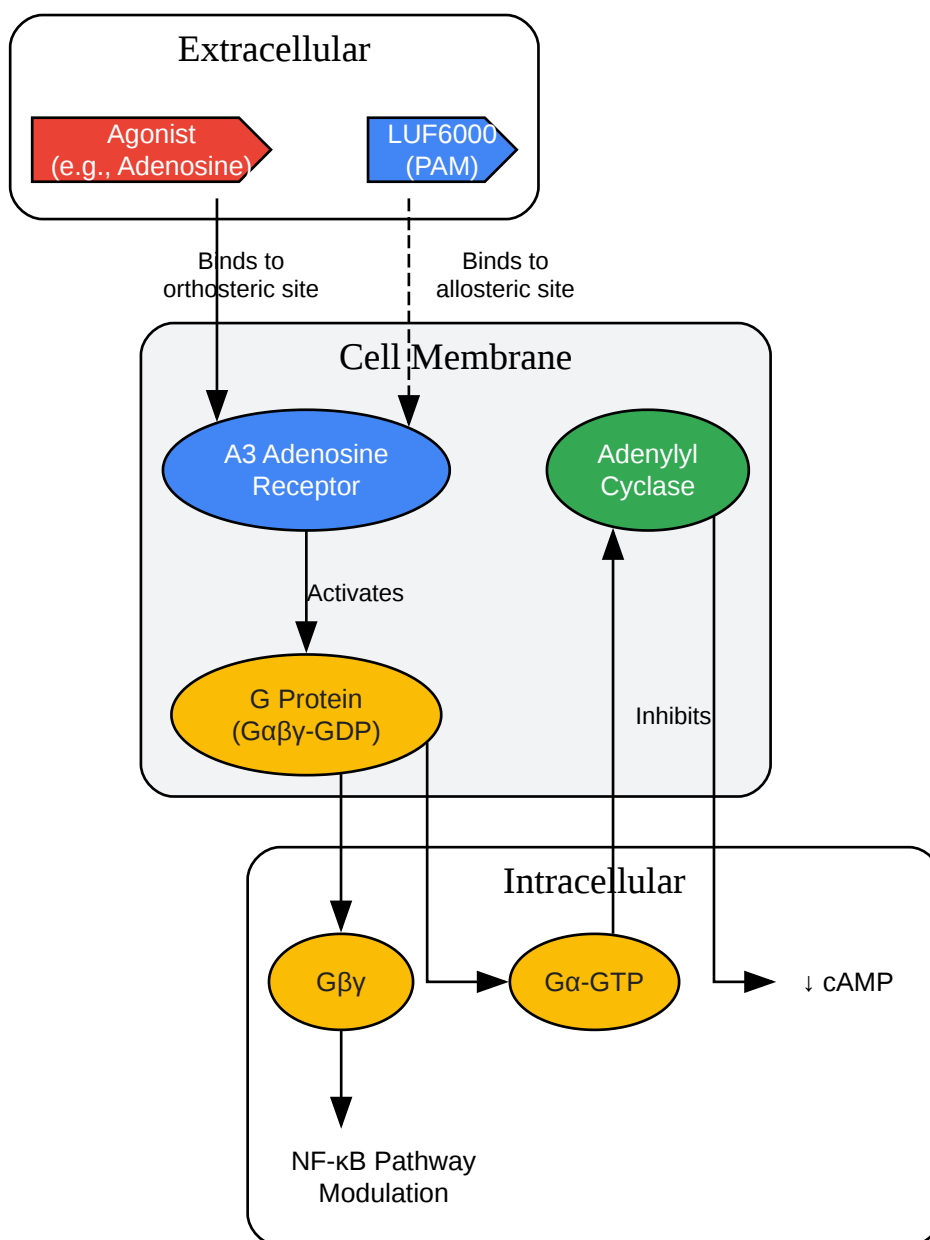 Extracellular
Agonist
(e.g., Adenosine)
LUF6000
(PAM)
Binds to
orthosteric site
Binds to
allosteric site
Cell Membrane
A3 Adenosine
Receptor
Adenylyl
Cyclase
Activates
G Protein
(Gαβγ-GDP)
Inhibits
Intracellular
Gβγ
Gα-GTP
↓ cAMP
NF-κB Pathway
Modulation